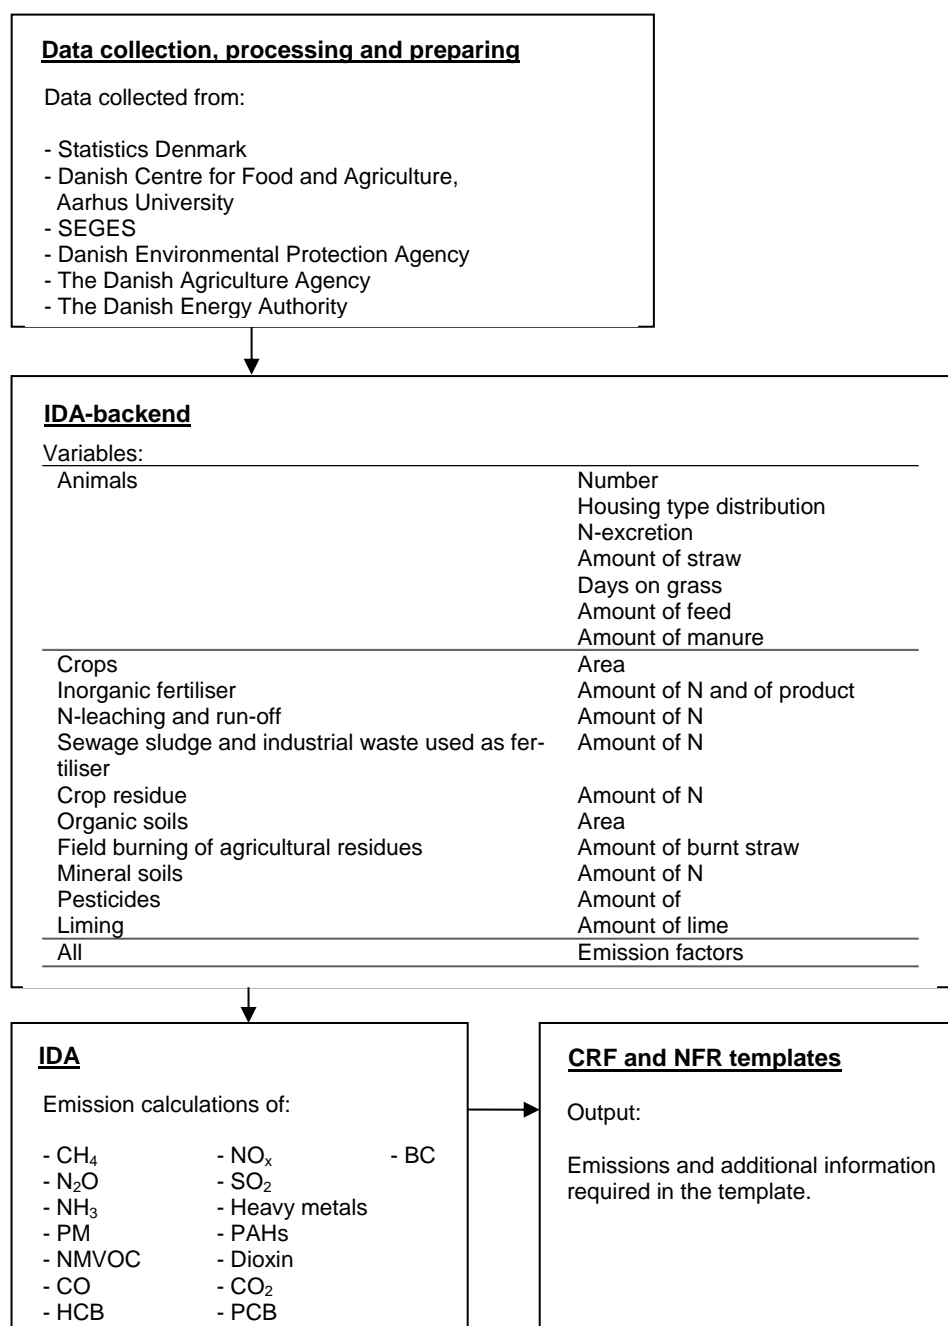 Data collection, processing and preparing
Data collected from:
- Statistics Denmark
- Danish Centre for Food and Agriculture,
Aarhus University
- SEGES
- Danish Environmental Protection Agency
- The Danish Agriculture Agency
- The Danish Energy Authority
IDA-backend
Variables:
Animals Number
Housing type distribution
N-excretion
Amount of straw
Days on grass
Amount of feed
Amount of manure
Crops Area
Inorganic fertiliser Amount of N and of product
N-leaching and run-off Amount of N
Sewage sludge and industrial waste used as fer- Amount of N
tiliser
Crop residue Amount of N
Organic soils Area
Field burning of agricultural residues Amount of burnt straw
Mineral soils Amount of N
Pesticides Amount of
Liming Amount of lime
All Emission factors
IDA
Emission calculations of:
- CH₄ - NOₓ - BC
- N₂O - SO₂
- NH₃ - Heavy metals
- PM - PAHs
- NMVOC - Dioxin
- CO - CO₂
- HCB - PCB
CRF and NFR templates
Output:
Emissions and additional information
required in the template.